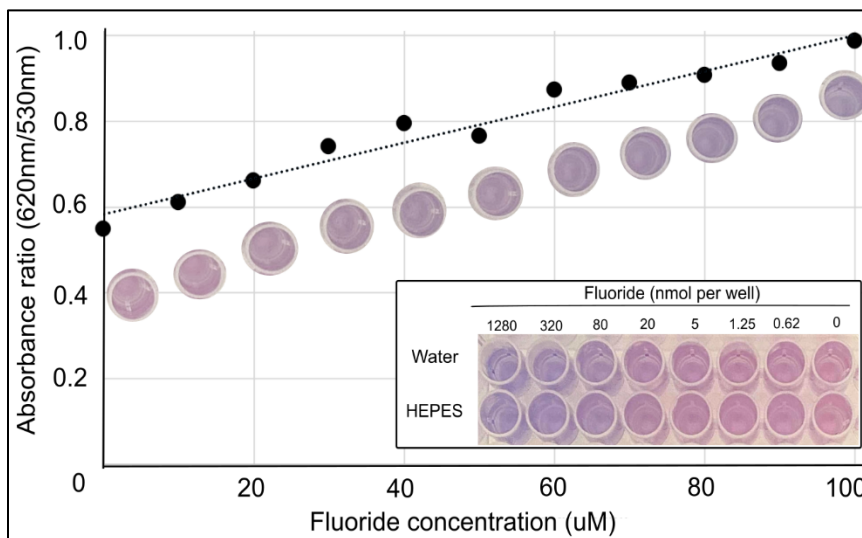 Absorbance ratio (620nm/530nm)
1.0
0.8
0.6
0.4
0.2
0
20
40
60
80
100
Fluoride concentration (uM)
Fluoride (nmol per well)
1280 320 80 20 5 1.25 0.62 0
Water
HEPES